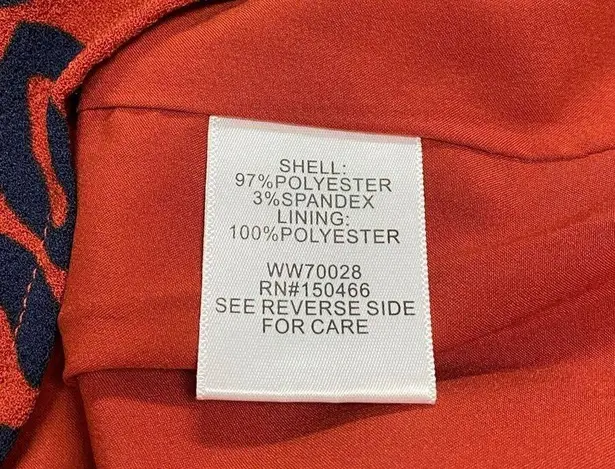 SHELL:
97%POLYESTER
3%SPANDEX
LINING:
100%POLYESTER
WW70028
RN#150466
SEE REVERSE SIDE
FOR CARE